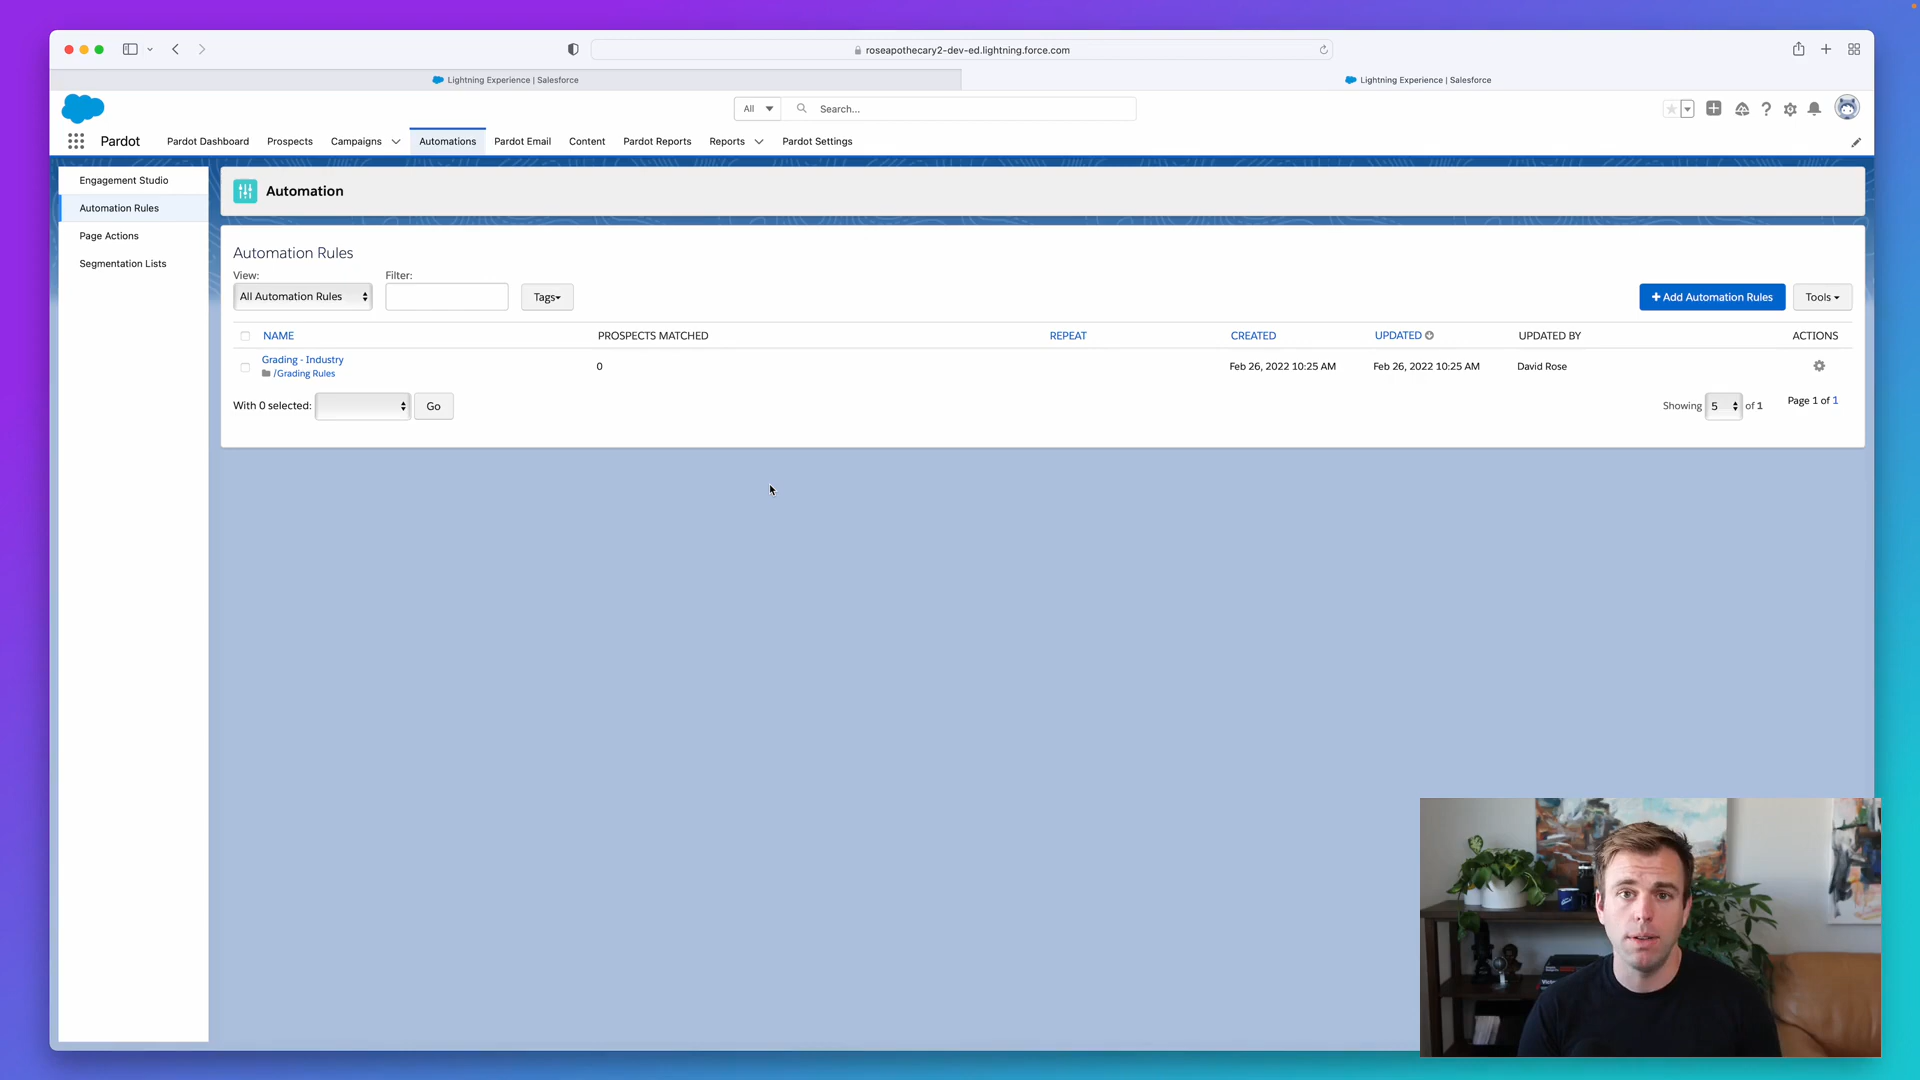 roseapothecary2-dev-ed.lightning.force.com
Lightning Experience | Salesforce
Lightning Experience | Salesforce
All
Search...
Pardot
Pardot Dashboard
Prospects
Campaigns
Automations
Pardot Email
Content
Pardot Reports
Reports
Pardot Settings
Engagement Studio
Automation Rules
Page Actions
Segmentation Lists
Automation
Automation Rules
View:
Filter:
All Automation Rules
Tags
+ Add Automation Rules
Tools
NAME
PROSPECTS MATCHED
REPEAT
CREATED
UPDATED
UPDATED BY
ACTIONS
Grading - Industry
/Grading Rules
0
Feb 26, 2022 10:25 AM
Feb 26, 2022 10:25 AM
David Rose
With 0 selected:
Go
Showing
5
of 1
Page 1 of 1